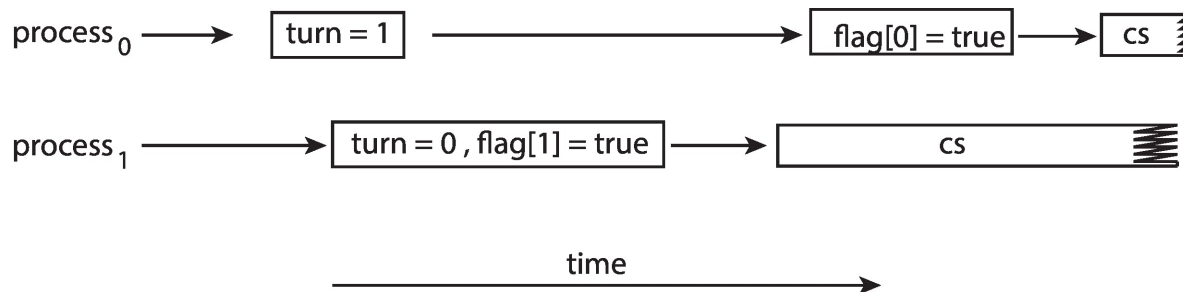 process₀ turn = 1 flag[0] = true cs
process₁ turn = 0 , flag[1] = true cs
time